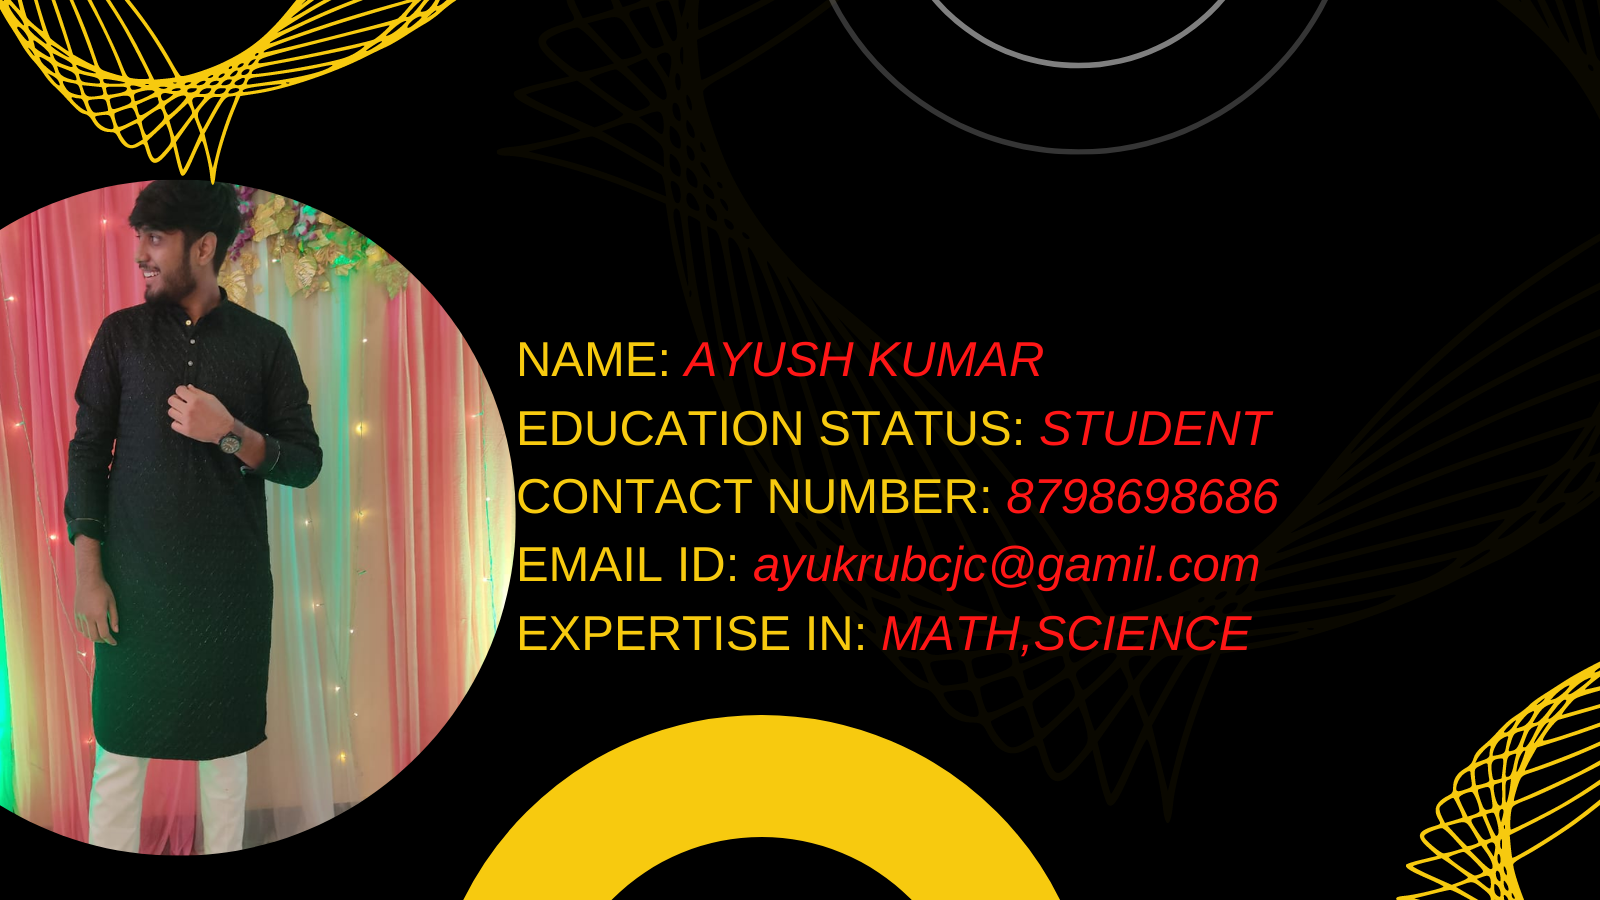 NAME: AYUSH KUMAR
EDUCATION STATUS: STUDENT
CONTACT NUMBER: 8798698686
EMAIL ID: ayukrubcjc@gamil.com
EXPERTISE IN: MATH,SCIENCE